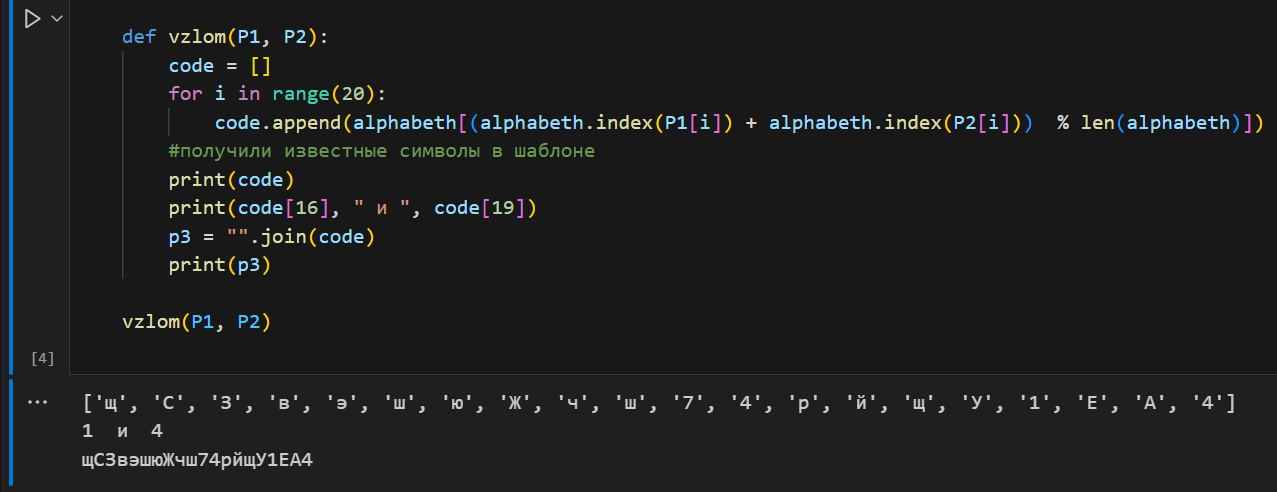 def vzlom(P1, P2):
    code = []
    for i in range(20):
        code.append(alphabeth[(alphabeth.index(P1[i]) + alphabeth.index(P2[i]))  % len(alphabeth)])
    #получили известные символы в шаблоне
    print(code)
    print(code[16], " и ", code[19])
    p3 = "".join(code)
    print(p3)
vzlom(P1, P2)
[4]
['щ', 'С', 'З', 'в', 'э', 'ш', 'ю', 'Ж', 'ч', 'ш', '7', '4', 'р', 'й', 'щ', 'У', '1', 'Е', 'А', '4']
1  и  4
щСЗвэшюЖчш74рйщУ1ЕА4